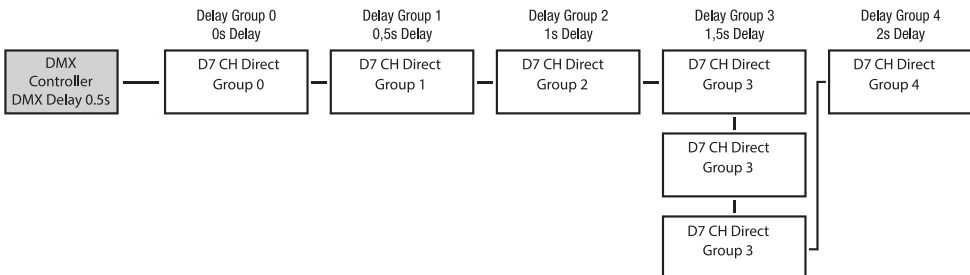 Delay Group 0
0s Delay
Delay Group 1
0,5s Delay
Delay Group 2
1s Delay
Delay Group 3
1,5s Delay
Delay Group 4
2s Delay
DMX
Controller
DMX Delay 0.5s
D7 CH Direct
Group 0
D7 CH Direct
Group 1
D7 CH Direct
Group 2
D7 CH Direct
Group 3
D7 CH Direct
Group 4
D7 CH Direct
Group 3
D7 CH Direct
Group 3